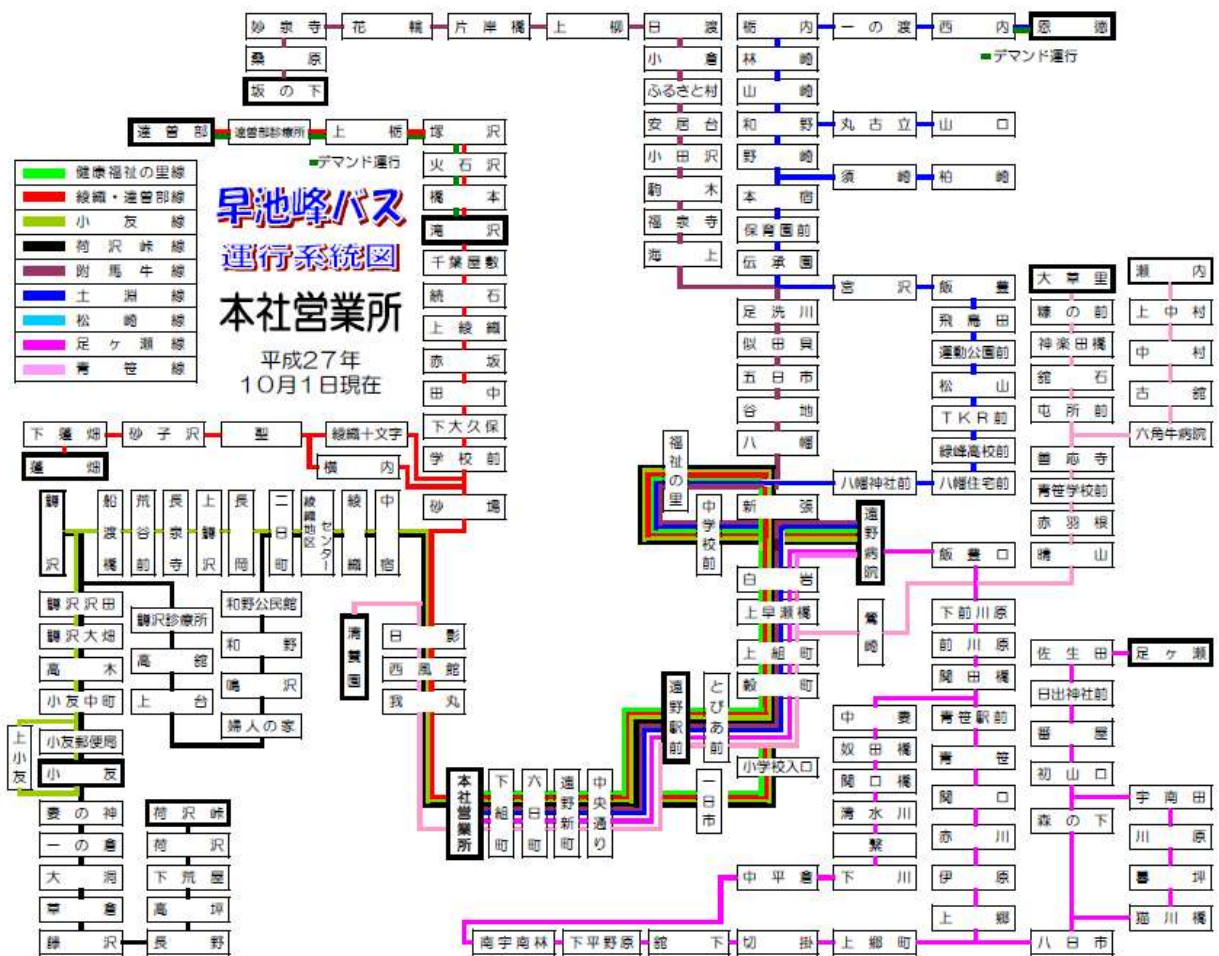 妙泉寺
花輪
片岸橋
上柳
日渡
栃内
一の渡
西内
恩徳
桑原
小倉
林崎
デマンド運行
坂の下
ふるさと村
山崎
遠曽部
遠曽部診療所
上栃
塚沢
安居台
和野
丸古立
山口
デマンド運行
火石沢
小田沢
野崎
健康福祉の里線
綾織・遠曽部線
小友線
荷沢峠線
附馬牛線
土淵線
松崎線
足ヶ瀬線
青笹線
早池峰バス
運行系統図
本社営業所
平成27年
10月1日現在
橋本
滝沢
千葉屋敷
続石
上綾織
赤坂
田中
下大久保
学校前
砂場
駒木
福泉寺
海上
須崎
柏崎
本宿
保育園前
伝承園
宮沢
飯豊
足洗川
似田貝
五日市
谷地
八幡
飛鳥田
運動公園前
松山
TKR前
緑峰高校前
八幡神社前
八幡住宅前
大草里
糠の前
神楽田橋
舘石
屯所前
善応寺
青笹学校前
赤羽根
晴山
瀬内
上中村
中村
古舘
六角牛病院
下蓬畑
砂子沢
聖
綾織十文字
蓬畑
横内
鱒沢
船渡橋
荒谷前
長泉寺
上鱒沢
長岡
二日町
綾織地区センター
綾織
中宿
福祉の里
中学校前
新張
遠野病院
白岩
上早瀬橋
上組町
穀町
鶯崎
飯豊口
下前川原
前川原
関田橋
青笹駅前
青笹
関口
赤川
伊原
上郷
鱒沢沢田
鱒沢大畑
高木
小友中町
上小友
小友郵便局
小友
妻の神
一の倉
大洞
草倉
藤沢
鱒沢診療所
高舘
上台
和野公民館
和野
鳴沢
婦人の家
清養園
日影
西風館
我丸
荷沢峠
荷沢
下荒屋
高坪
長野
本社営業所
下組町
六日町
遠野新町
中央通り
遠野駅前
とぴあ前
一日市
小学校入口
中妻
奴田橋
関口橋
清水川
繋
下川
中平倉
南宇南林
下平野原
舘下
切掛
上郷町
八日市
佐生田
足ヶ瀬
日出神社前
番屋
初山口
森の下
宇南田
川原
曇坪
猫川橋